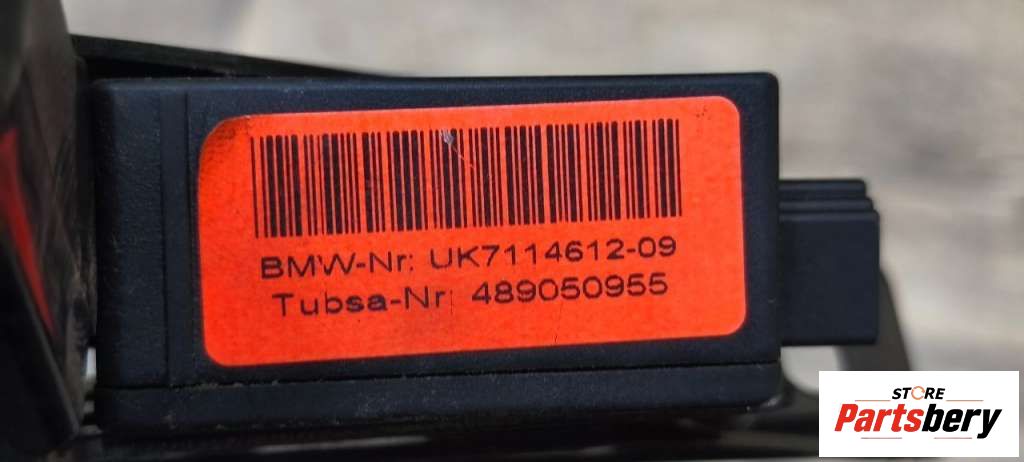 BMW-Nr: UK7114612-09
Tubsa-Nr: 489050955
STORE
Partsbery